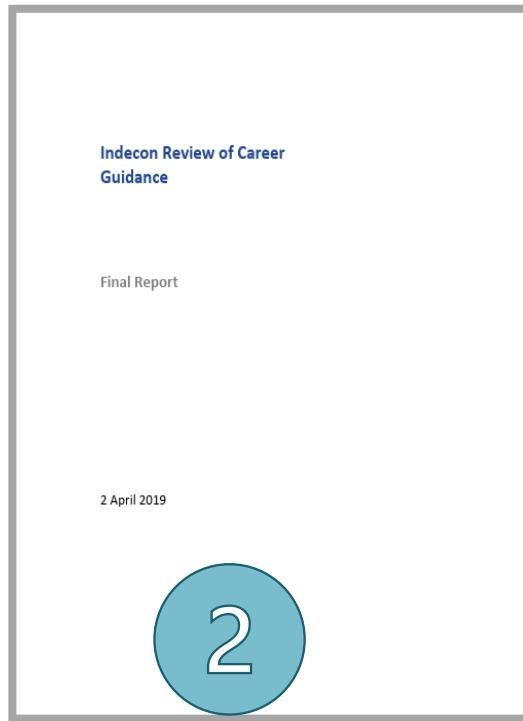 Indecon Review of Career
Guidance
Final Report
2 April 2019
2